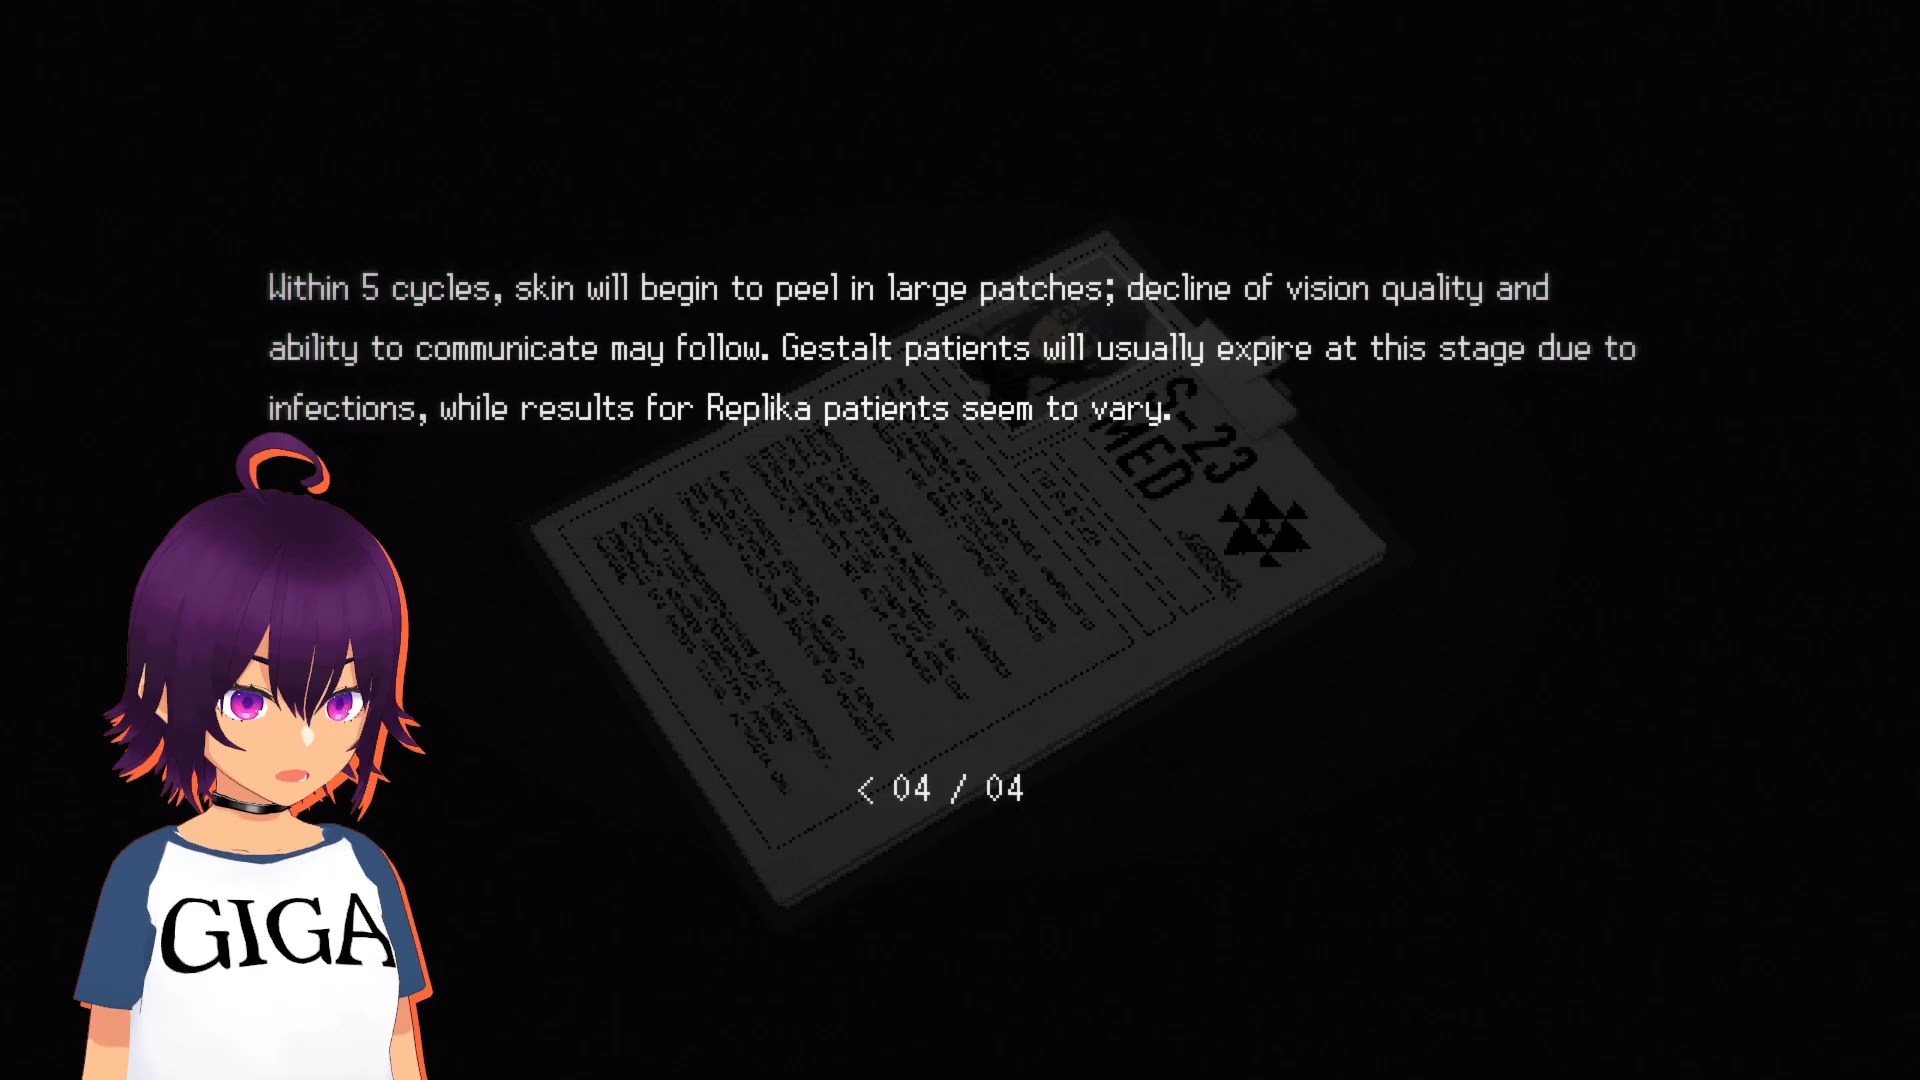 Within 5 cycles, skin will begin to peel in large patches; decline of vision quality and
ability to communicate may follow. Gestalt patients will usually expire at this stage due to
infections, while results for Replika patients seem to vary.
S-23
MED
< 04 / 04
GIGA